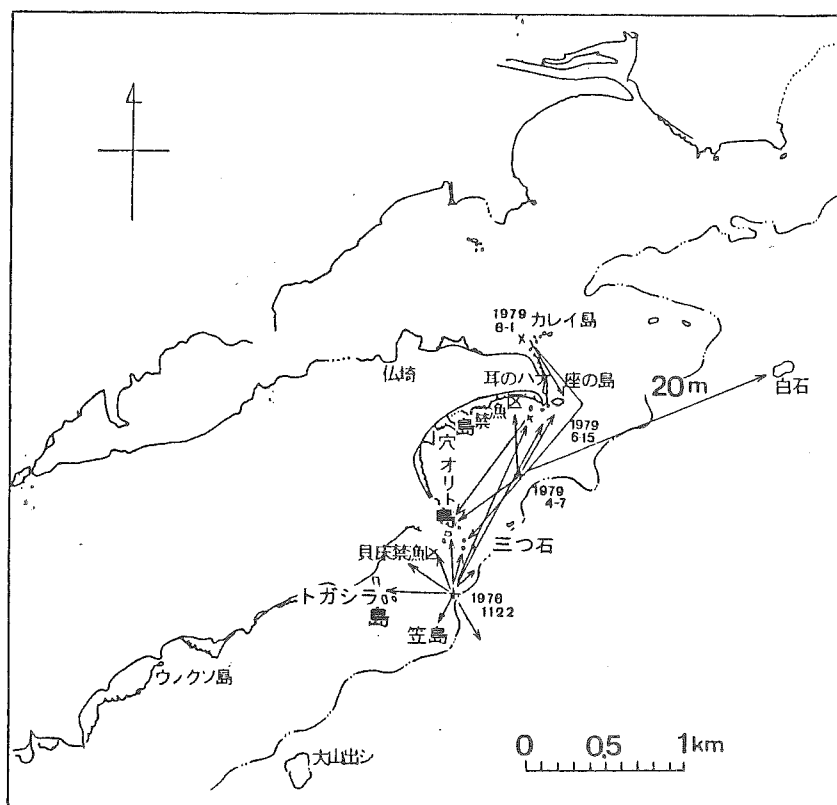 4
1979
8-1
カレイ島
仏埼
耳のハナ
座の島
20m
白石
島禁漁
1979
6-15
穴
オリト島
1979
4-7
三つ石
貝床禁漁
トガシラ島
1978
1122
笠島
ウノクソ島
大山出シ
0 0.5 1km